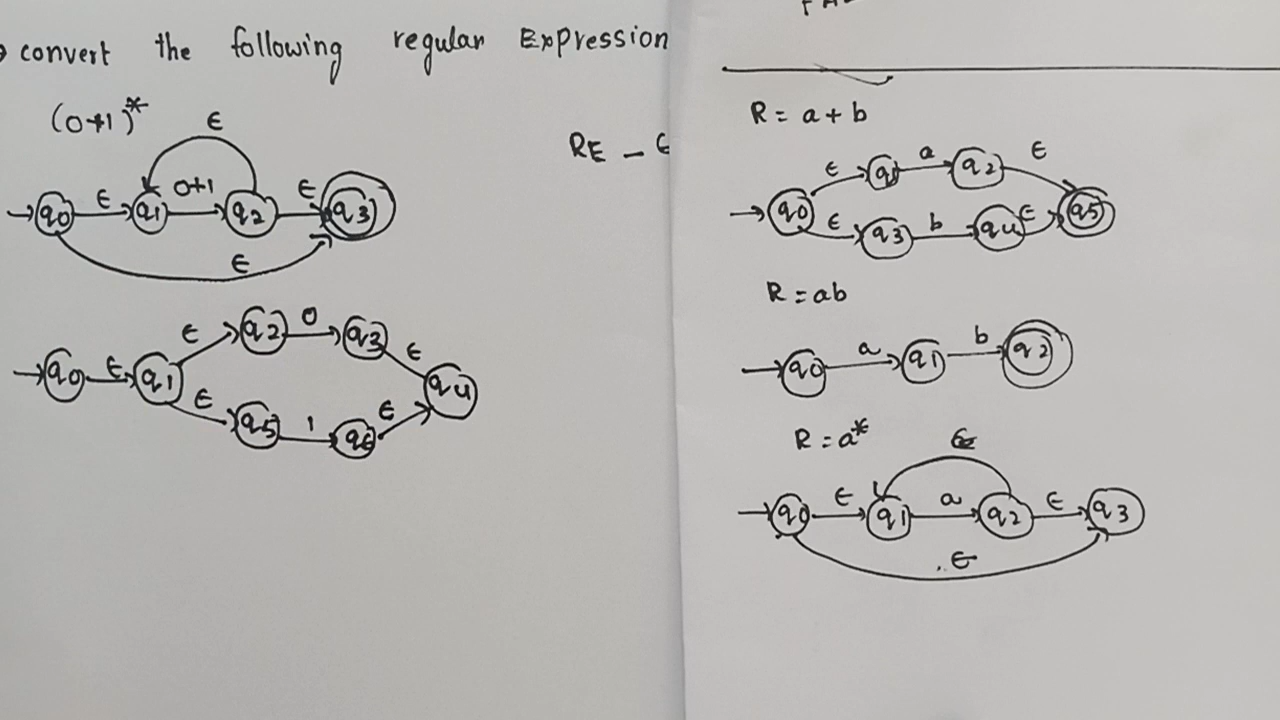 convert the following regular Expression
(0+1)*
RE - E
ϵ
q0 ϵ q1 0+1 q2 ϵ q3
ϵ
ϵ q2 0 q3 ϵ
q0 ϵ q1 q4
ϵ q5 1 q6 ϵ
R = a + b
ϵ q1 a q2 ϵ
q0 q5
ϵ q3 b q4 ϵ
R = ab
q0 a q1 b q2
R = a*
ϵ
q0 ϵ q1 a q2 ϵ q3
ϵ